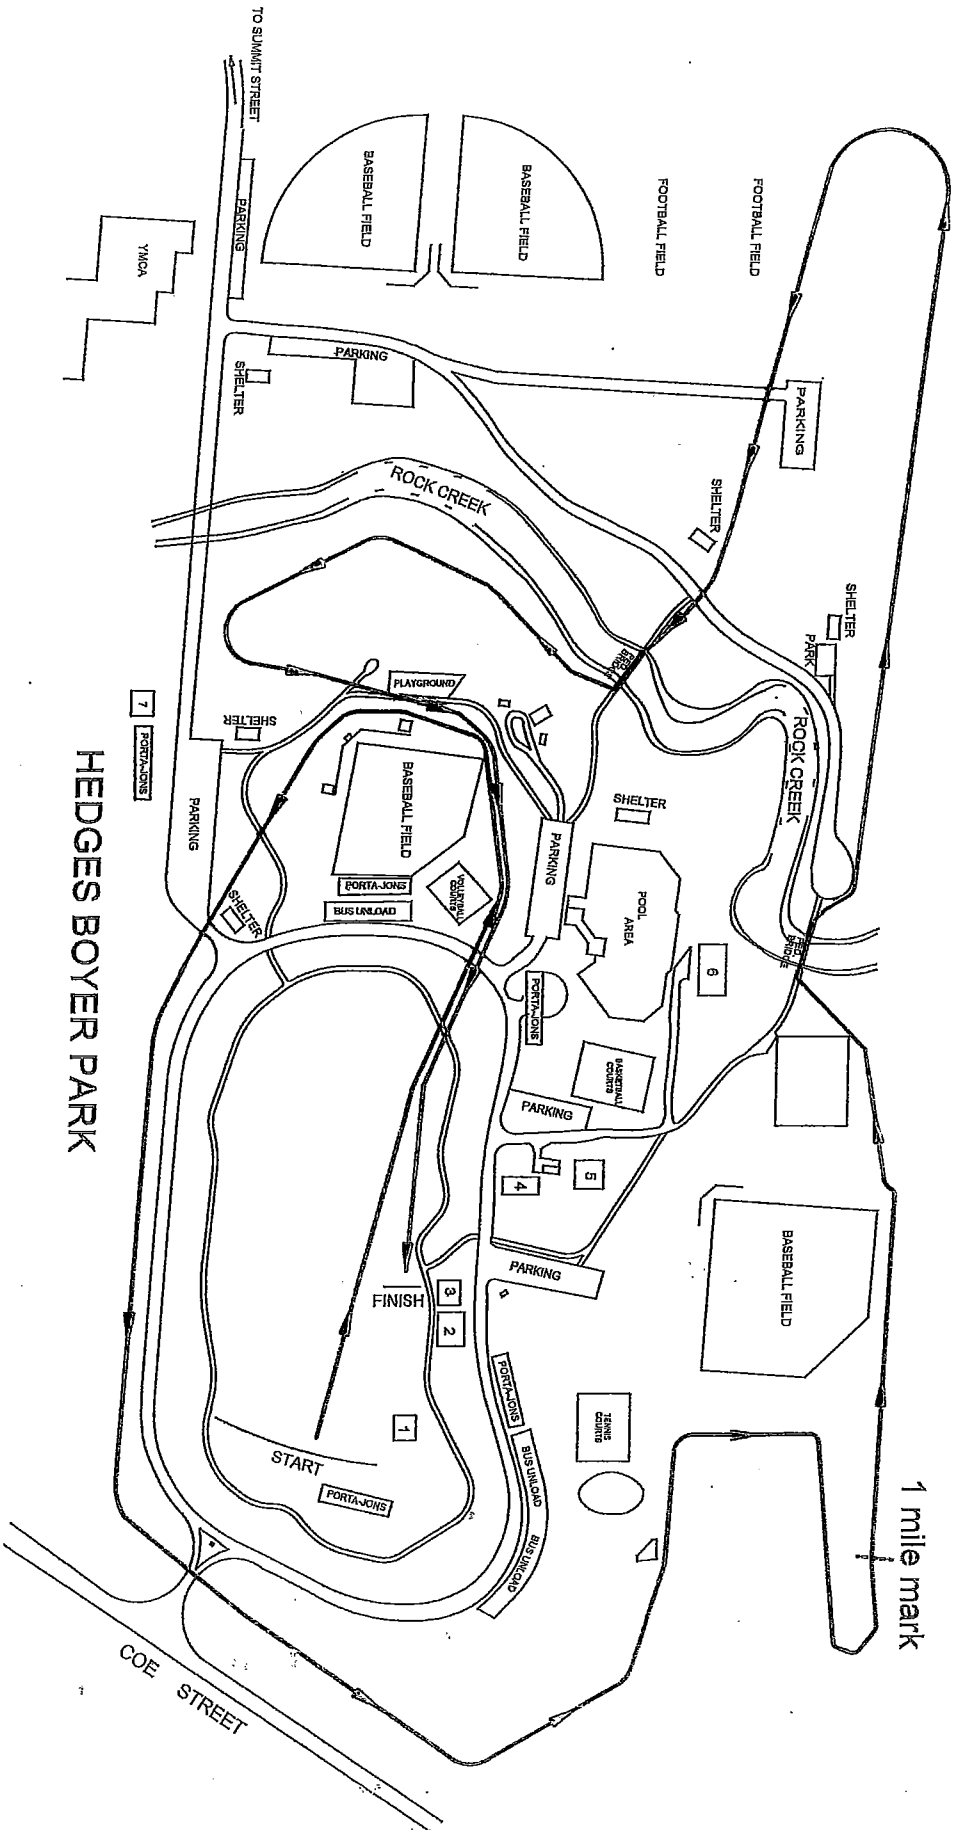 TO SUMMIT STREET
PARKING
YMCA
BASEBALL FIELD
BASEBALL FIELD
FOOTBALL FIELD
FOOTBALL FIELD
PARKING
SHELTER
PARKING
ROCK CREEK
SHELTER
SHELTER
PARK
PED
BRIDGE
ROCK CREEK
PLAYGROUND
SHELTER
7
PORTA-JONS
PARKING
SHELTER
BASEBALL FIELD
PORTA-JONS
BUS UNLOAD
VOLLEYBALL
COURTS
PARKING
SHELTER
POOL
AREA
6
PED
BRIDGE
PORTA-JONS
BASKETBALL
COURTS
PARKING
4
5
BASEBALL FIELD
PARKING
3
2
FINISH
1
START
PORTA-JONS
PORTA-JONS
BUS UNLOAD
BUS UNLOAD
TENNIS
COURTS
1 mile mark
COE STREET
HEDGES BOYER PARK